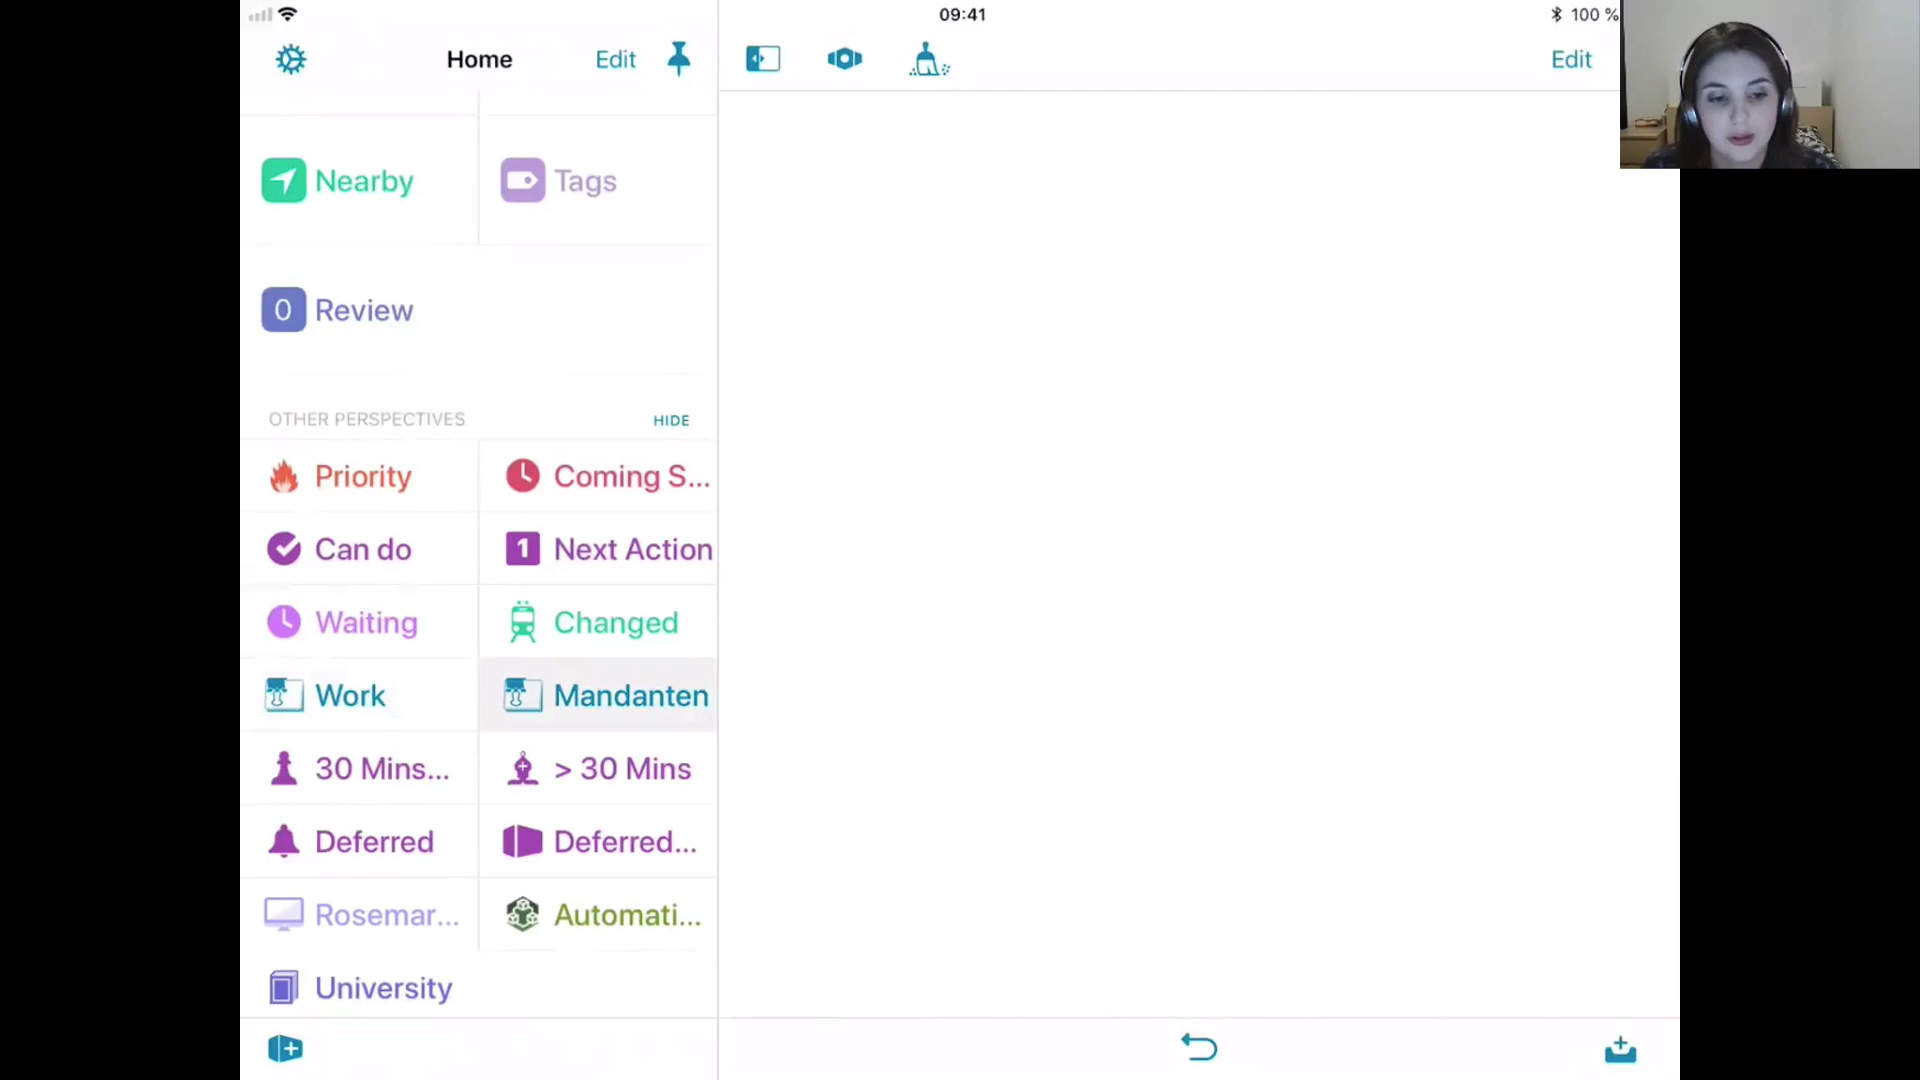 09:41
100 %
Home
Edit
Edit
Nearby
Tags
0
Review
OTHER PERSPECTIVES
HIDE
Priority
Coming S...
Can do
1
Next Action
Waiting
Changed
Work
Mandanten
30 Mins...
> 30 Mins
Deferred
Deferred...
Rosemar...
Automati...
University